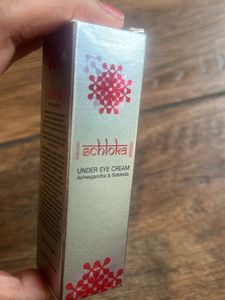 Schloka
UNDER EYE CREAM
Ashwagandha & Gotukola